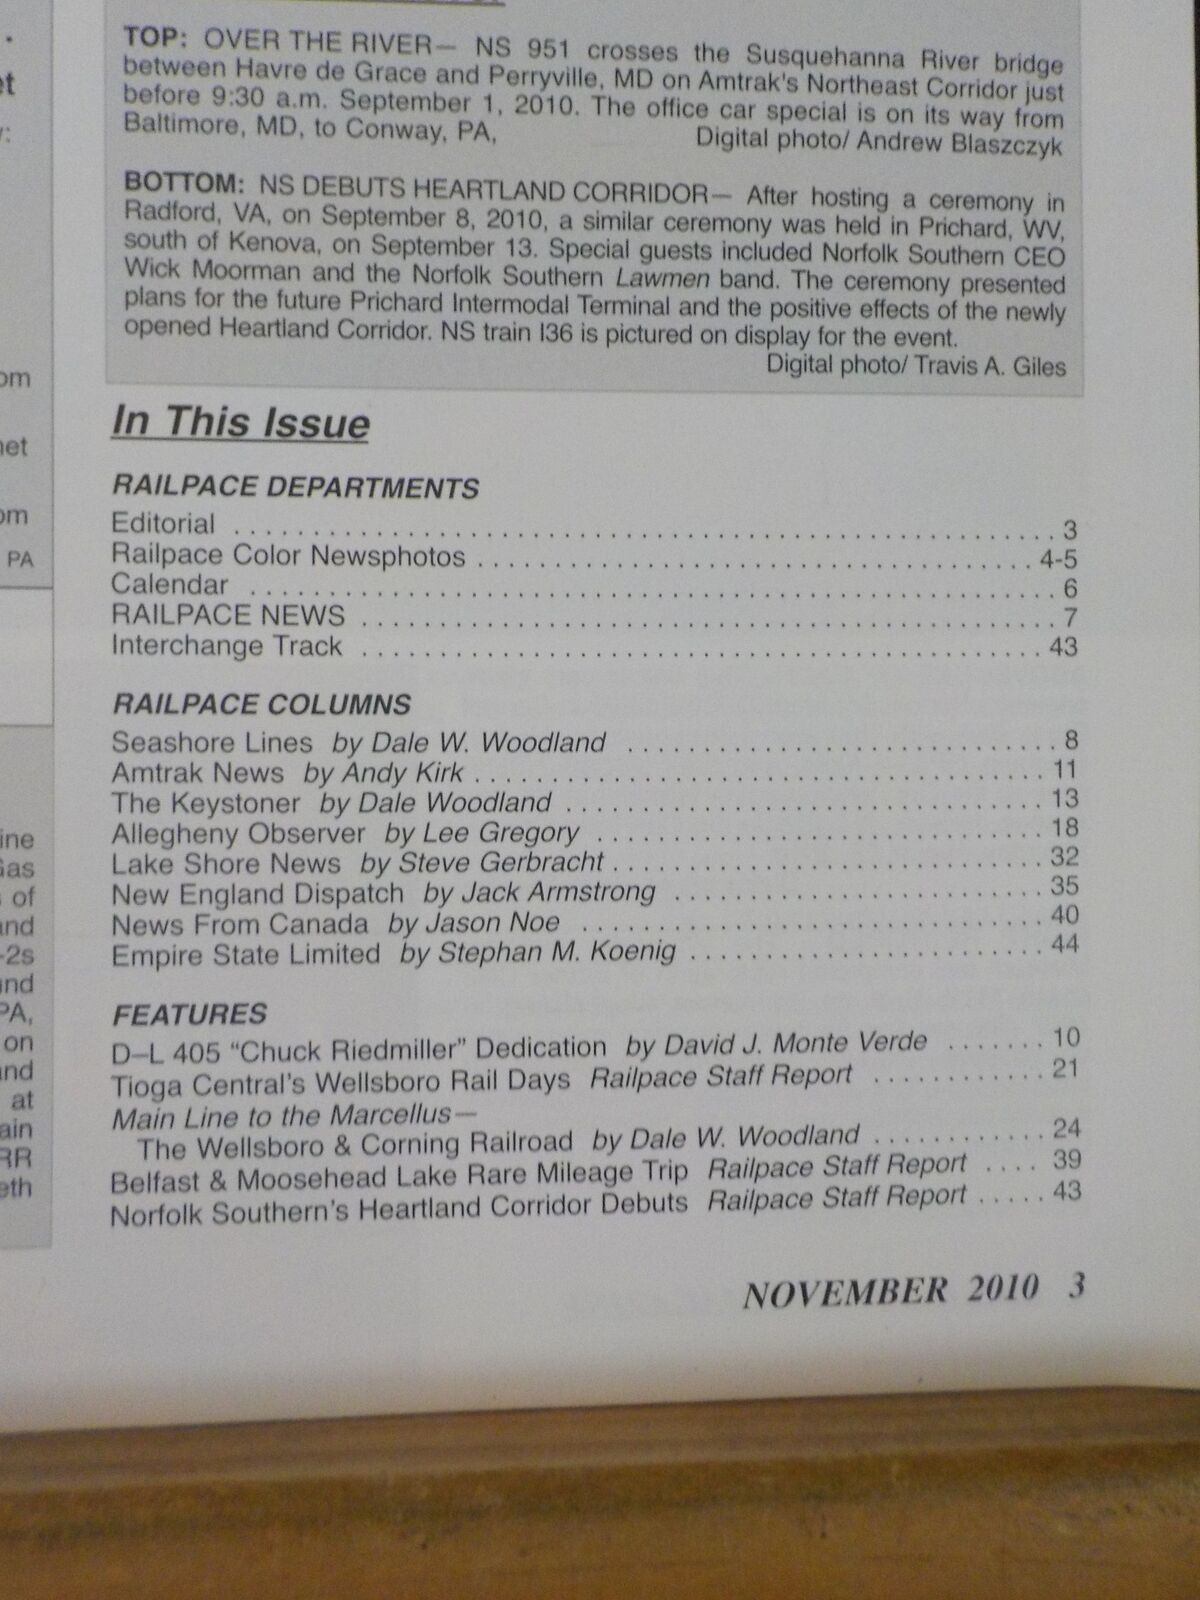 TOP: OVER THE RIVER— NS 951 crosses the Susquehanna River bridge
between Havre de Grace and Perryville, MD on Amtrak's Northeast Corridor just
before 9:30 a.m. September 1, 2010. The office car special is on its way from
Baltimore, MD, to Conway, PA, Digital photo/ Andrew Blaszczyk
BOTTOM: NS DEBUTS HEARTLAND CORRIDOR— After hosting a ceremony in
Radford, VA, on September 8, 2010, a similar ceremony was held in Prichard, WV,
south of Kenova, on September 13. Special guests included Norfolk Southern CEO
Wick Moorman and the Norfolk Southern Lawmen band. The ceremony presented
plans for the future Prichard Intermodal Terminal and the positive effects of the newly
opened Heartland Corridor. NS train I36 is pictured on display for the event.
Digital photo/ Travis A. Giles
In This Issue
RAILPACE DEPARTMENTS
Editorial . . . . . . . . . . . . . . . . . . . . 3
Railpace Color Newsphotos . . . . . . . . . . . . . . . . . . . . 4-5
Calendar . . . . . . . . . . . . . . . . . . . . 6
RAILPACE NEWS . . . . . . . . . . . . . . . . . . . . 7
Interchange Track . . . . . . . . . . . . . . . . . . . . 43
RAILPACE COLUMNS
Seashore Lines by Dale W. Woodland . . . . . . . . . . . . . . . . . . . . 8
Amtrak News by Andy Kirk . . . . . . . . . . . . . . . . . . . . 11
The Keystoner by Dale Woodland . . . . . . . . . . . . . . . . . . . . 13
Allegheny Observer by Lee Gregory . . . . . . . . . . . . . . . . . . . . 18
Lake Shore News by Steve Gerbracht . . . . . . . . . . . . . . . . . . . . 32
New England Dispatch by Jack Armstrong . . . . . . . . . . . . . . . . . . . . 35
News From Canada by Jason Noe . . . . . . . . . . . . . . . . . . . . 40
Empire State Limited by Stephan M. Koenig . . . . . . . . . . . . . . . . . . . . 44
FEATURES
D–L 405 “Chuck Riedmiller” Dedication by David J. Monte Verde . . . . . . . 10
Tioga Central's Wellsboro Rail Days Railpace Staff Report . . . . . . . . . . . . 21
Main Line to the Marcellus—
The Wellsboro & Corning Railroad by Dale W. Woodland . . . . . . . . . . . . 24
Belfast & Moosehead Lake Rare Mileage Trip Railpace Staff Report . . . . 39
Norfolk Southern's Heartland Corridor Debuts Railpace Staff Report . . . . . 43
NOVEMBER 2010 3
PA
of
-2s
PA,
on
at